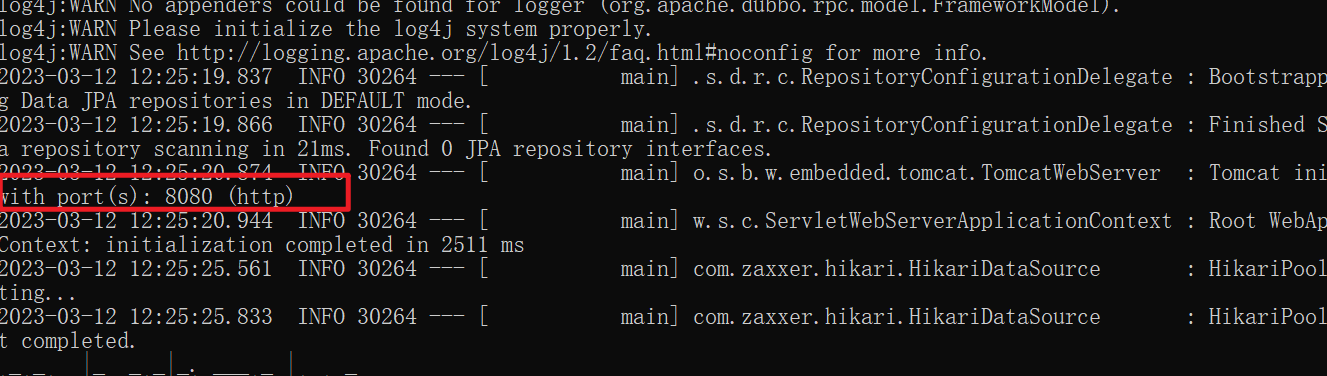 log4j:WARN No appenders could be found for logger (org.apache.dubbo.rpc.model.FrameworkModel).
log4j:WARN Please initialize the log4j system properly.
log4j:WARN See http://logging.apache.org/log4j/1.2/faq.html#noconfig for more info.
2023-03-12 12:25:19.837  INFO 30264 --- [           main] .s.d.r.c.RepositoryConfigurationDelegate : Bootstrapp
g Data JPA repositories in DEFAULT mode.
2023-03-12 12:25:19.866  INFO 30264 --- [           main] .s.d.r.c.RepositoryConfigurationDelegate : Finished S
a repository scanning in 21ms. Found 0 JPA repository interfaces.
2023-03-12 12:25:20.874  INFO 30264 --- [           main] o.s.b.w.embedded.tomcat.TomcatWebServer  : Tomcat ini
with port(s): 8080 (http)
2023-03-12 12:25:20.944  INFO 30264 --- [           main] w.s.c.ServletWebServerApplicationContext : Root WebAp
Context: initialization completed in 2511 ms
2023-03-12 12:25:25.561  INFO 30264 --- [           main] com.zaxxer.hikari.HikariDataSource       : HikariPool
ting...
2023-03-12 12:25:25.833  INFO 30264 --- [           main] com.zaxxer.hikari.HikariDataSource       : HikariPool
t completed.